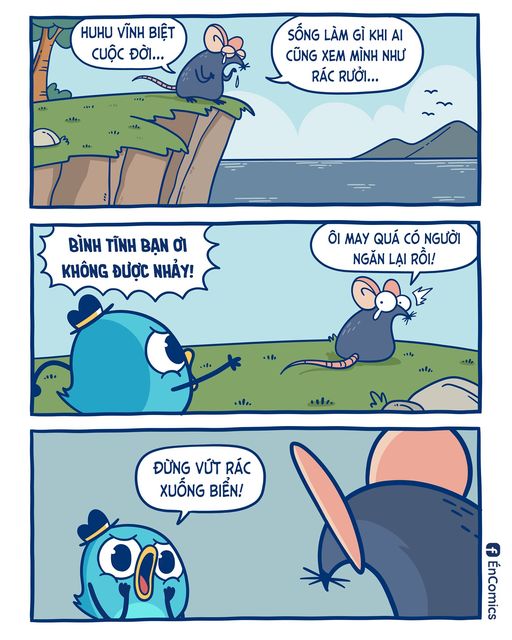 HUHU VĨNH BIỆT
CUỘC ĐỜI...
SỐNG LÀM GÌ KHI AI
CŨNG XEM MÌNH NHƯ
RÁC RƯỞI...
BÌNH TĨNH BẠN ƠI
KHÔNG ĐƯỢC NHẢY!
ÔI MAY QUÁ CÓ NGƯỜI
NGĂN LẠI RỒI!
ĐỪNG VỨT RÁC
XUỐNG BIỂN!
ÉnComics